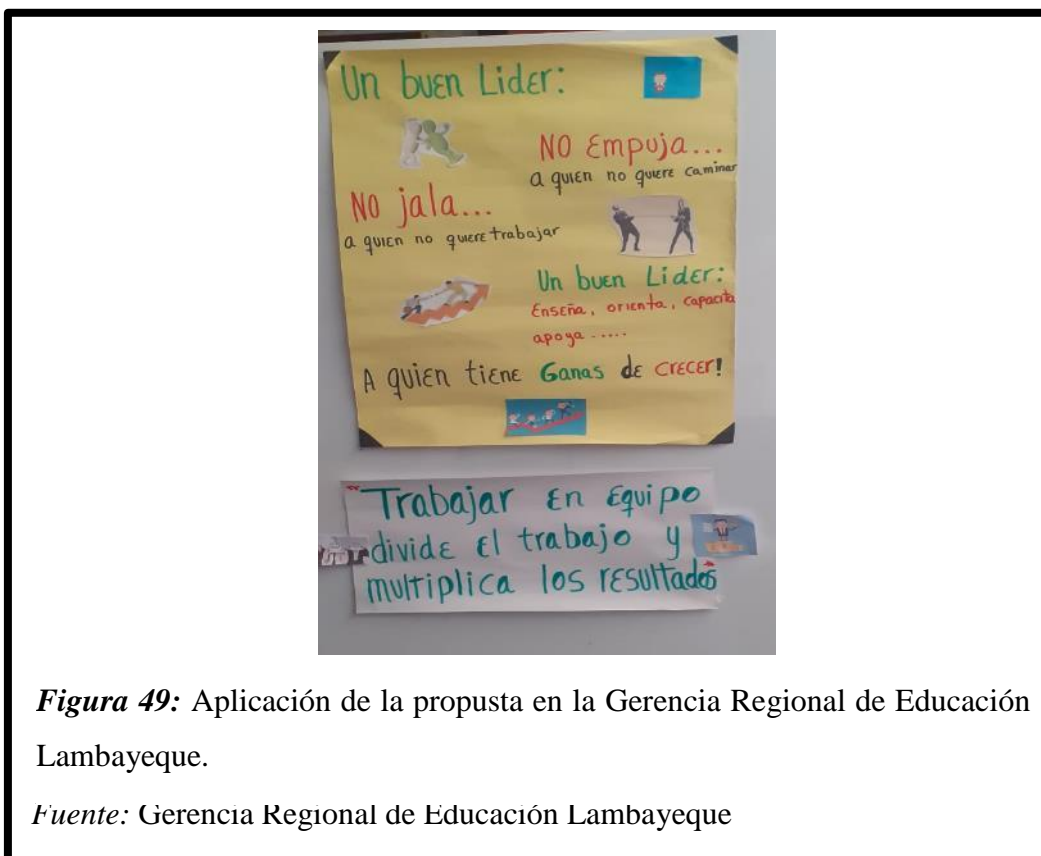 Un buen Lider:
NO Empuja...
a quien no quiere caminar
NO jala...
a quien no quiere trabajar
Un buen Lider:
Enseña, orienta, capacita
apoya.....
A quien tiene Ganas de crecer!
"Trabajar en Equipo
divide el trabajo y
multiplica los resultados"
Figura 49: Aplicación de la propusta en la Gerencia Regional de Educación
Lambayeque.
Fuente: Gerencia Regional de Educación Lambayeque